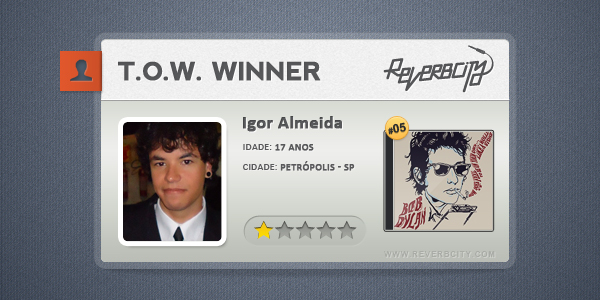 T.O.W. WINNER
REVERBCITY
Igor Almeida
IDADE: 17 ANOS
CIDADE: PETRÓPOLIS - SP
#05
BOB
DYLAN
WWW.REVERBCITY.COM